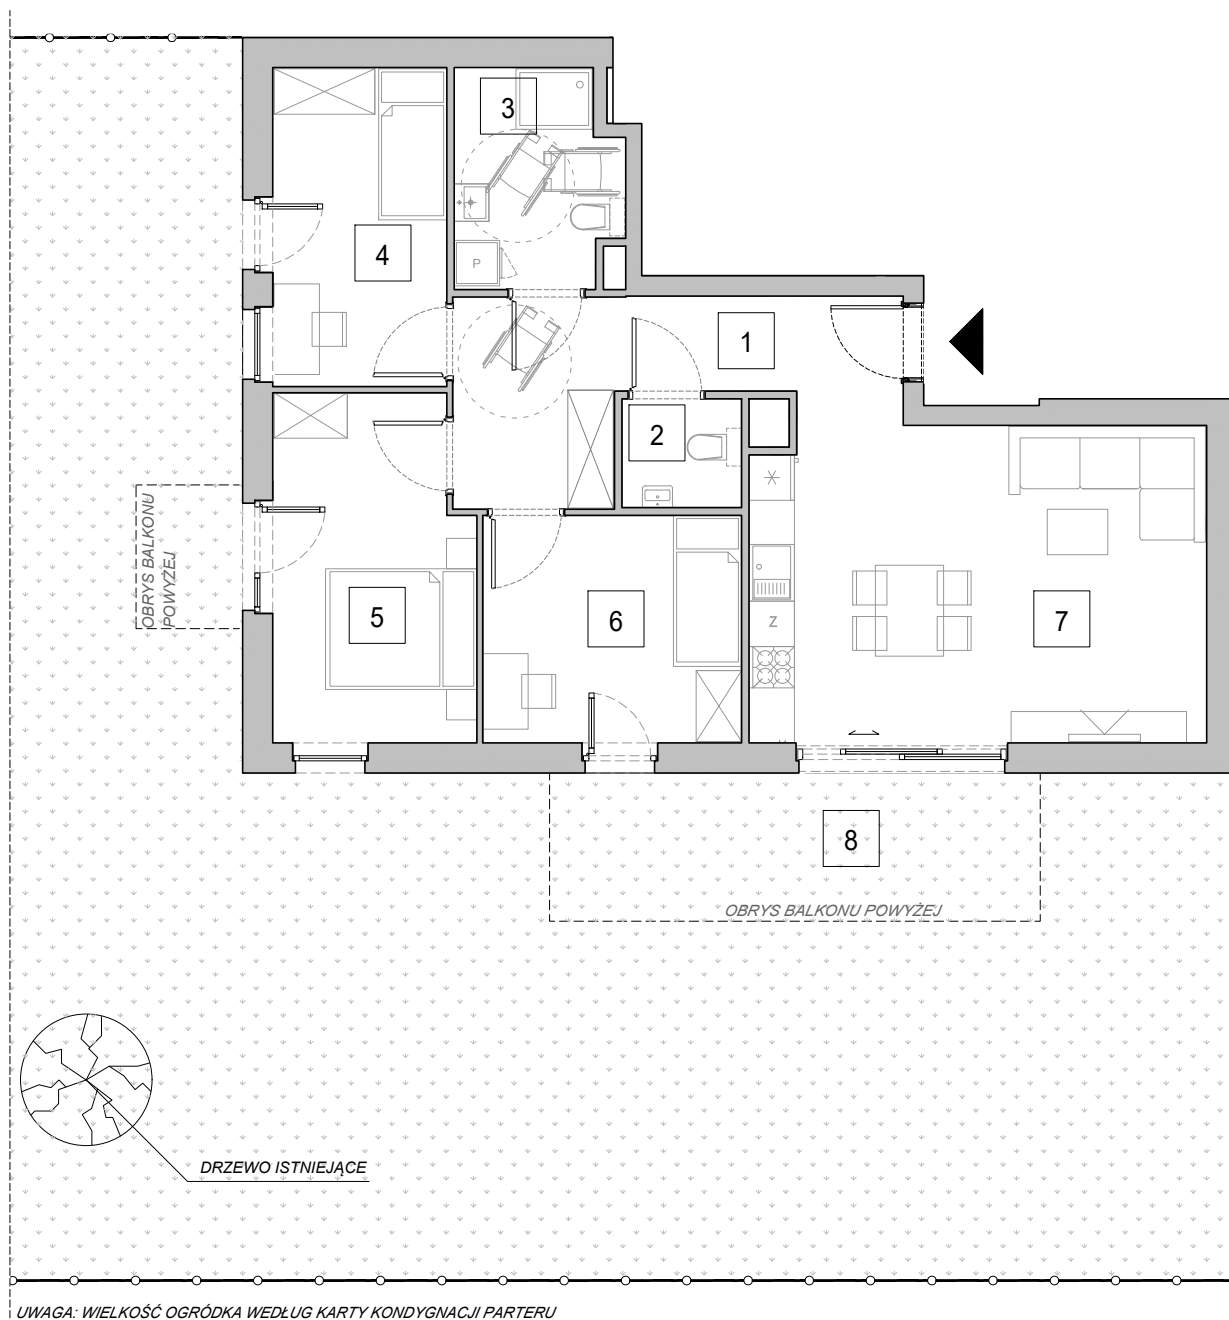 3
4
P
1
2
OBRYS BALKONU
POWYŻEJ
5
6
Z
7
8
OBRYS BALKONU POWYŻEJ
DRZEWO ISTNIEJĄCE
UWAGA: WIELKOŚĆ OGRÓDKA WEDŁUG KARTY KONDYGNACJI PARTERU